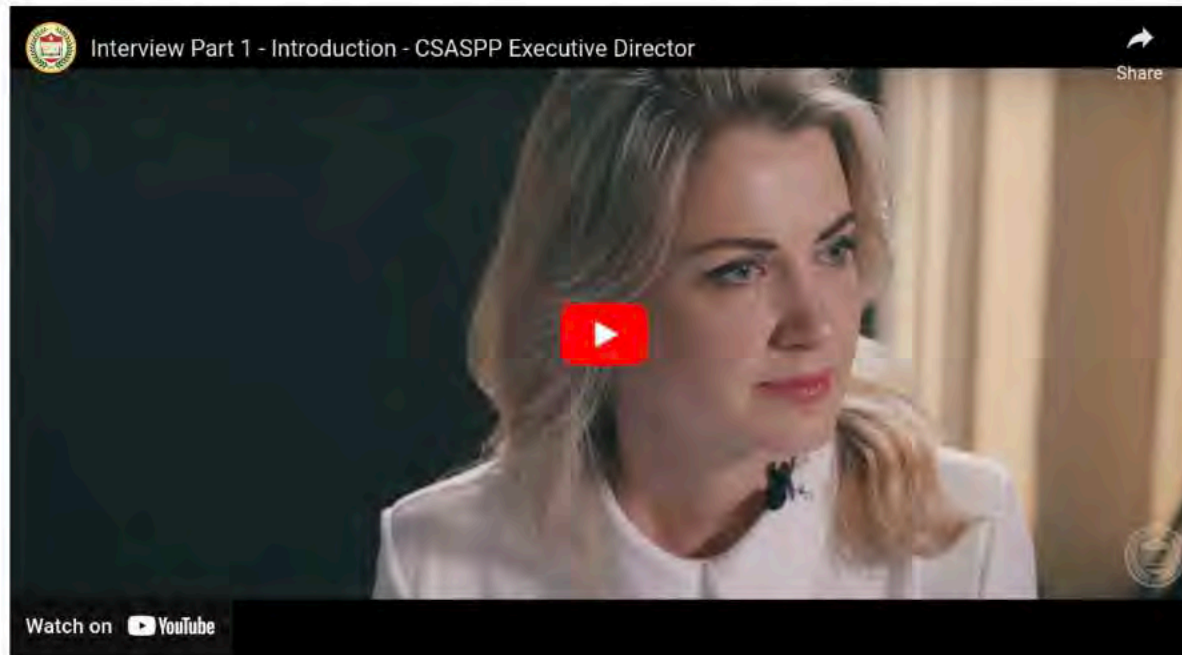 Interview Part 1 - Introduction - CSASPP Executive Director
Share
Watch on YouTube